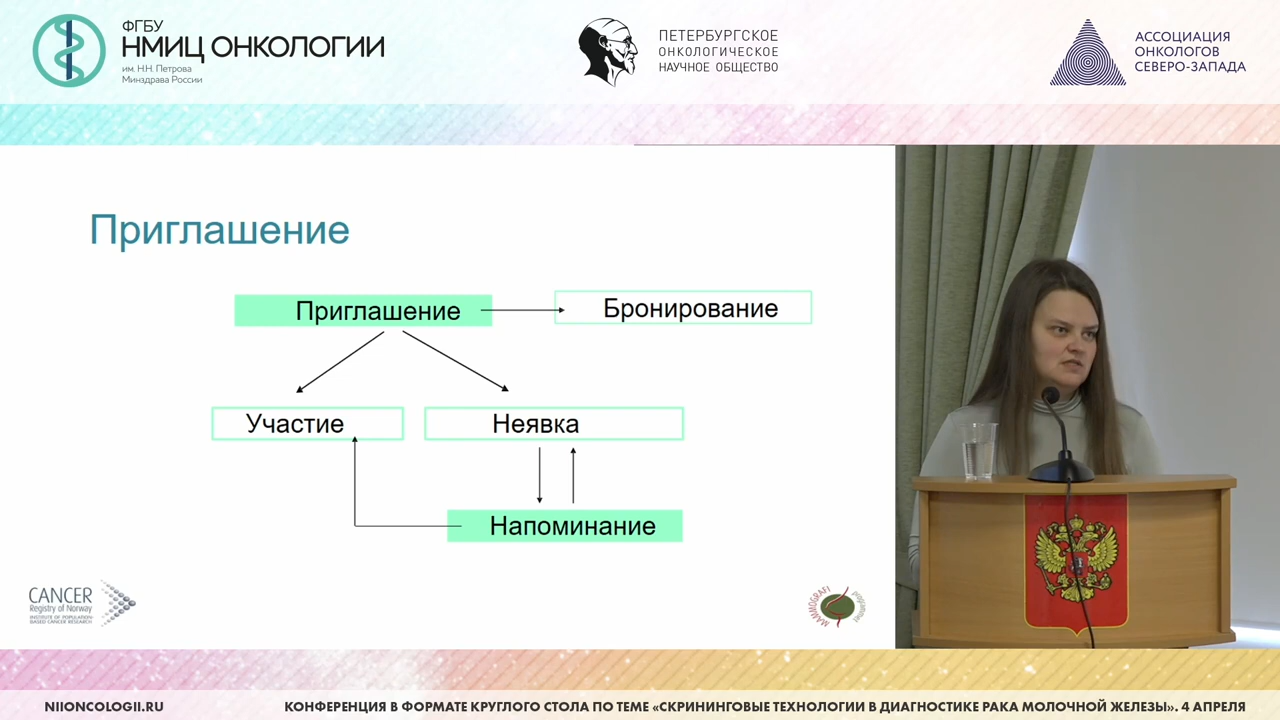 ФГБУ
НМИЦ ОНКОЛОГИИ
им. Н.Н. Петрова
Минздрава России
ПЕТЕРБУРГСКОЕ
ОНКОЛОГИЧЕСКОЕ
НАУЧНОЕ ОБЩЕСТВО
АССОЦИАЦИЯ
ОНКОЛОГОВ
СЕВЕРО-ЗАПАДА
Приглашение
Приглашение
Бронирование
Участие
Неявка
Напоминание
CANCER
Registry of Norway
INSTITUTE OF POPULATION-
BASED CANCER RESEARCH
MAMMOGRAFI
NIIONCOLOGII.RU
КОНФЕРЕНЦИЯ В ФОРМАТЕ КРУГЛОГО СТОЛА ПО ТЕМЕ «СКРИНИНГОВЫЕ ТЕХНОЛОГИИ В ДИАГНОСТИКЕ РАКА МОЛОЧНОЙ ЖЕЛЕЗЫ». 4 АПРЕЛЯ